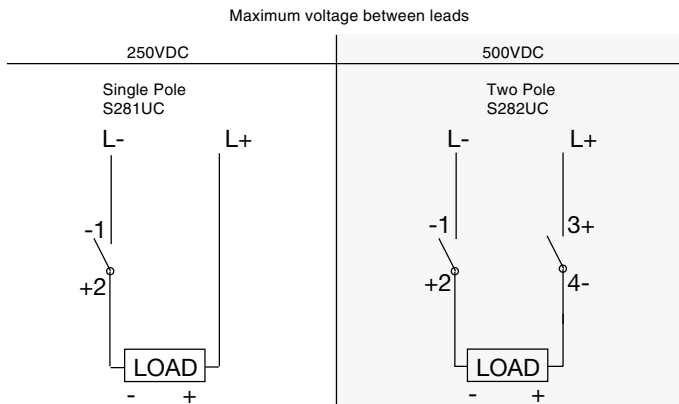 Maximum voltage between leads
250VDC 500VDC
Single Pole Two Pole
S281UC S282UC
L- L+ L- L+
-1 -1 3+
+2 +2 4-
LOAD LOAD
- + - +